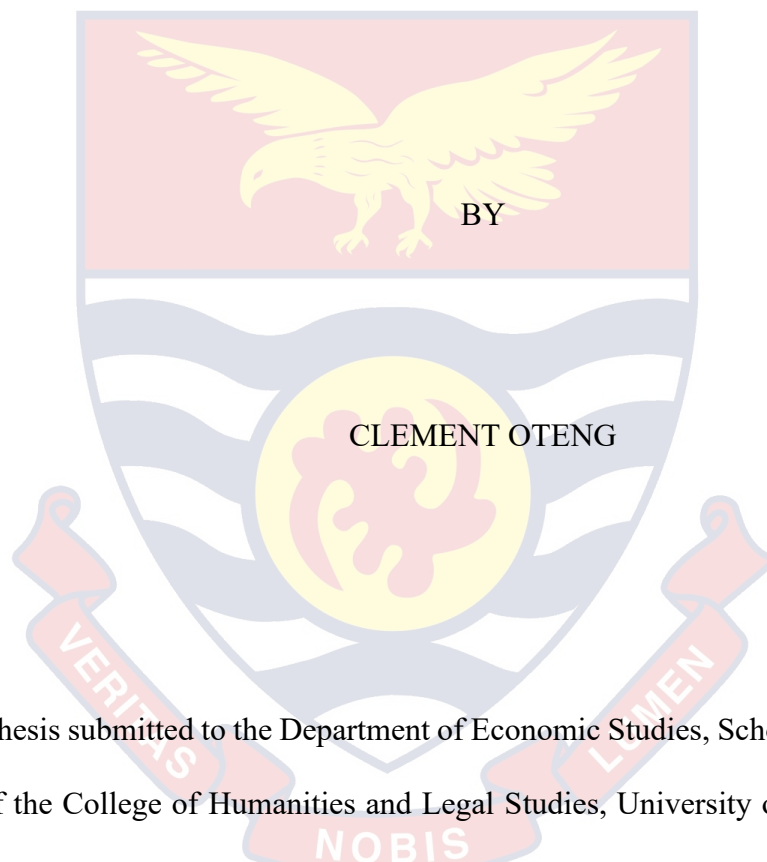 BY
CLEMENT OTENG
VERITAS
LUMEN
hesis submitted to the Department of Economic Studies, Scho
f the College of Humanities and Legal Studies, University o
NOBIS